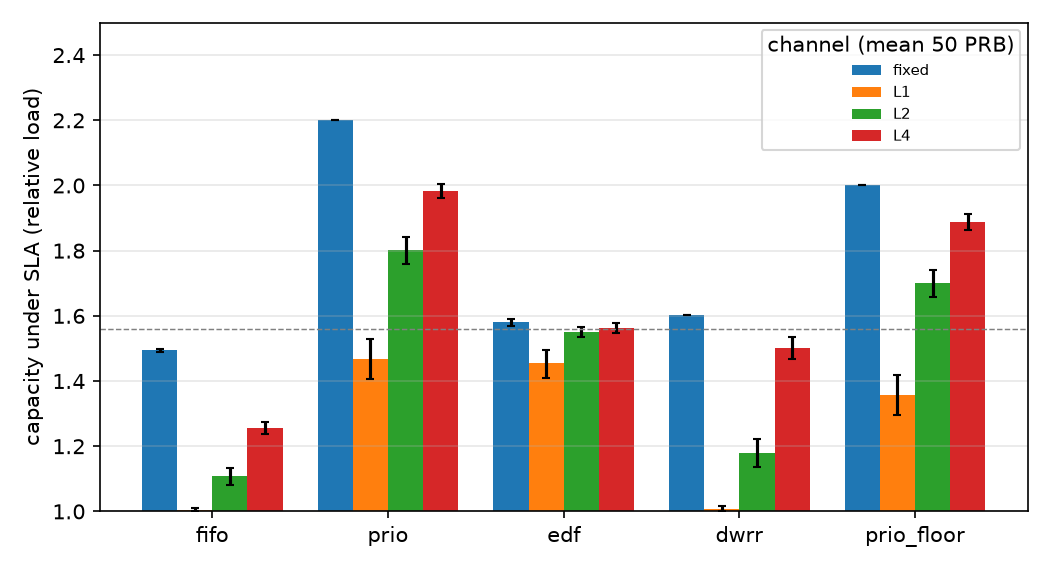 channel (mean 50 PRB)
fixed
L1
L2
L4
capacity under SLA (relative load)
2.4
2.2
2.0
1.8
1.6
1.4
1.2
1.0
fifo prio edf dwrr prio_floor